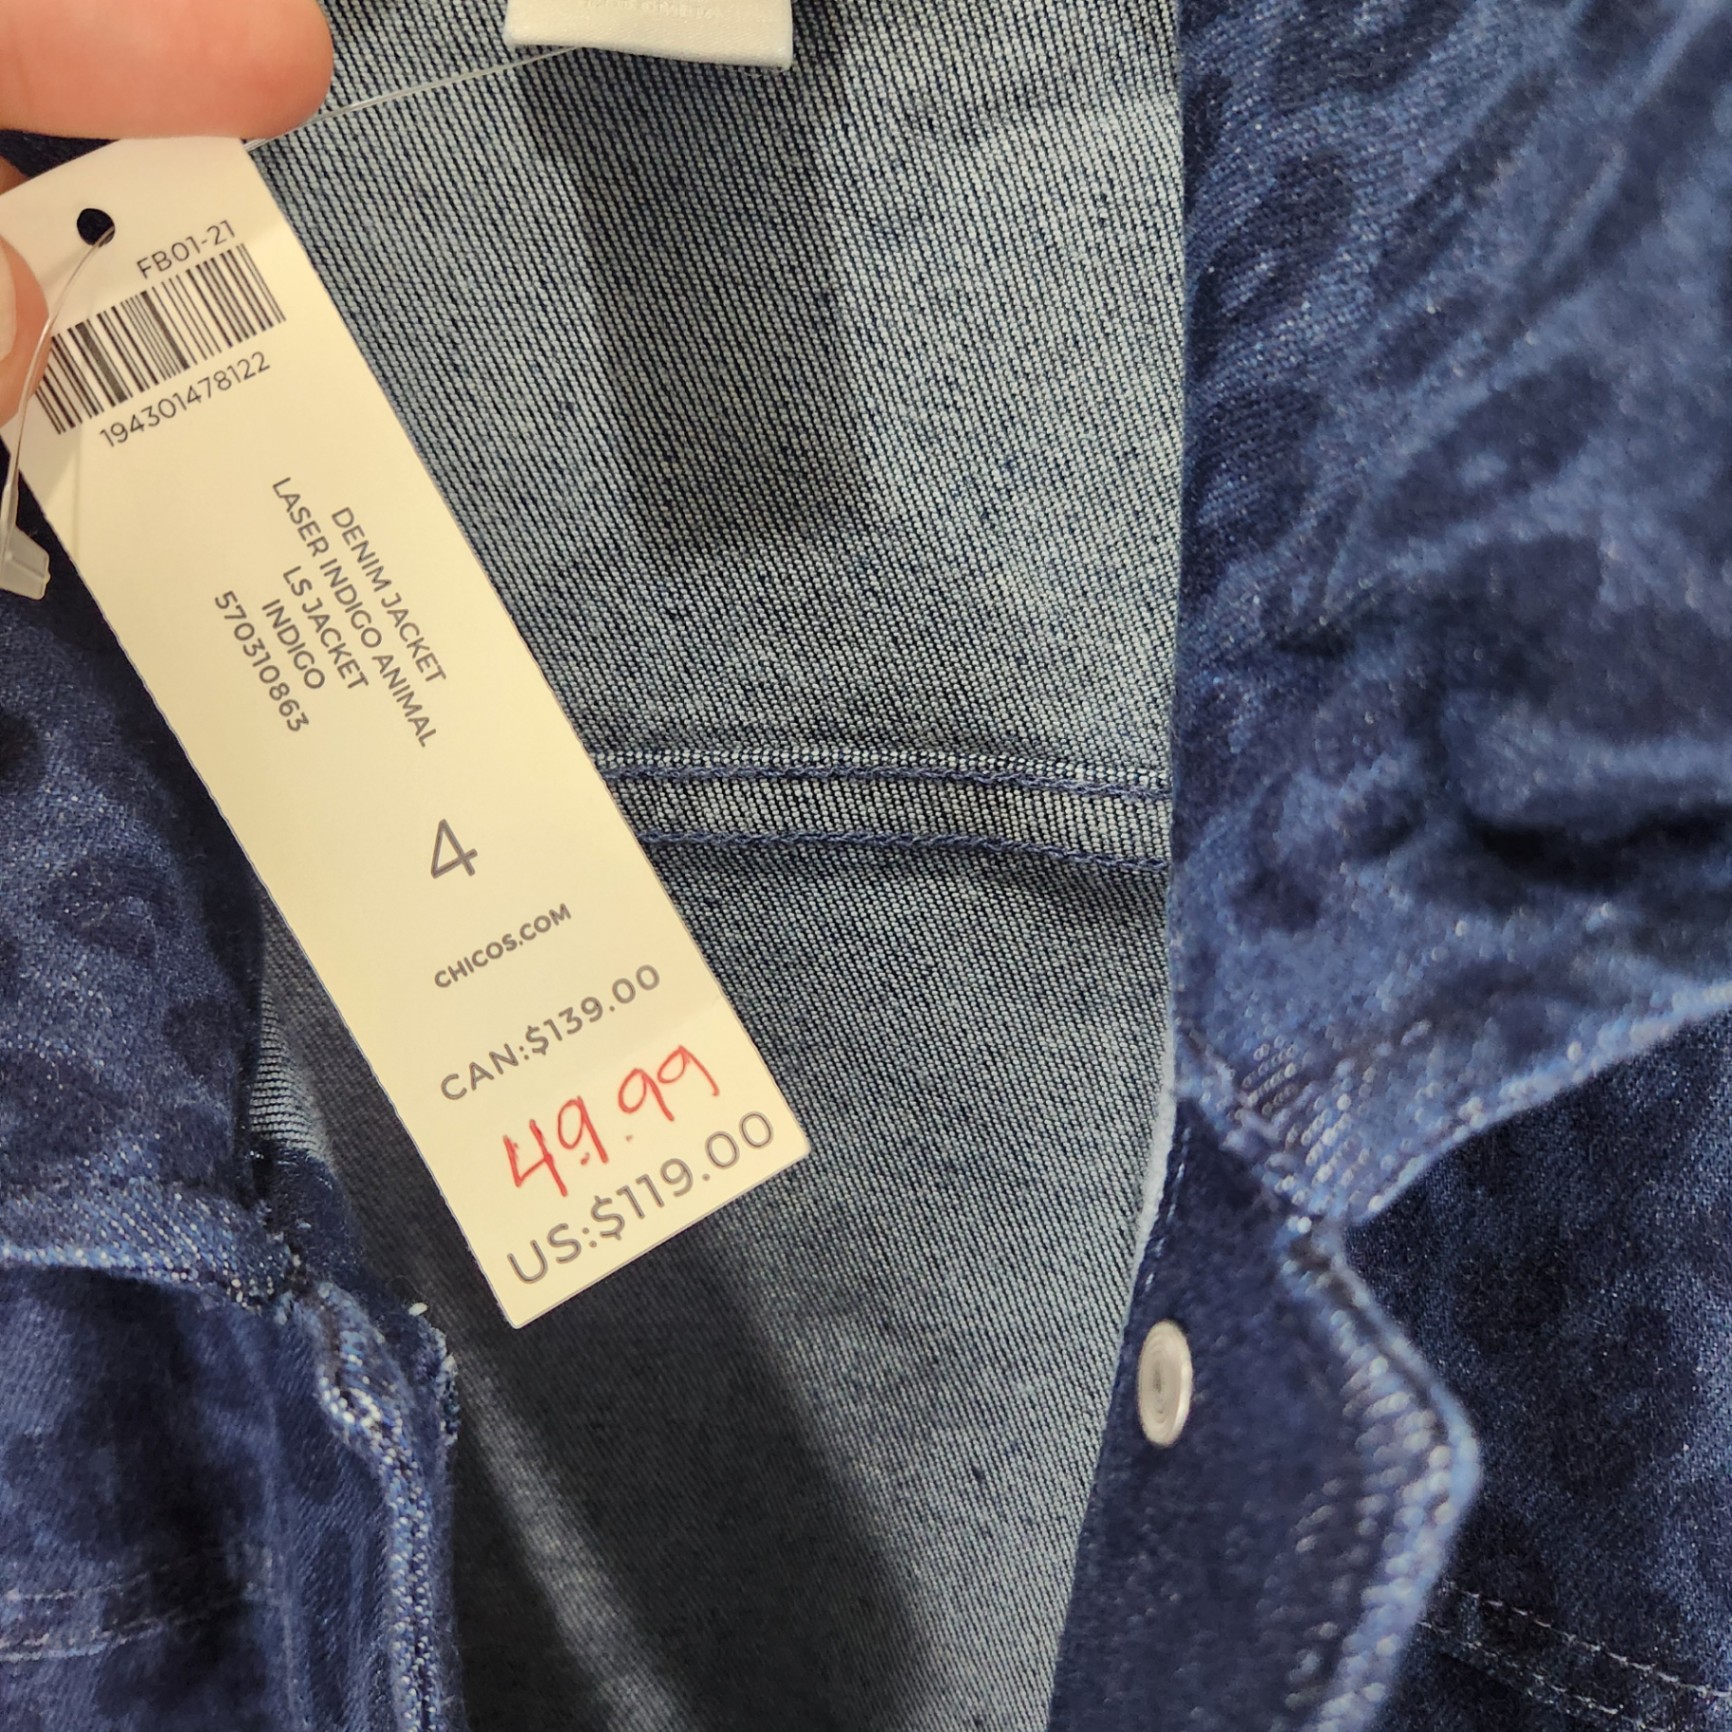 FB01-21
194301478122
DENIM JACKET
LASER INDIGO ANIMAL
LS JACKET
INDIGO
570310863
4
CHICOS.COM
CAN:$139.00
49.99
US:$119.00